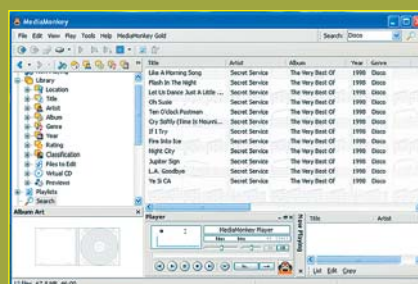 MediaMonkey
File Edit View Play Tools Help MediaMonkey Gold
Search: Disco
Title Artist Album Year Genre
Like A Morning Song Secret Service The Very Best Of 1998 Disco
Flash In The Night Secret Service The Very Best Of 1998 Disco
Let Us Dance Just A Little ... Secret Service The Very Best Of 1998 Disco
Oh Susie Secret Service The Very Best Of 1998 Disco
Ten O'clock Postman Secret Service The Very Best Of 1998 Disco
Cry Softly (Time Is Mourni... Secret Service The Very Best Of 1998 Disco
If I Try Secret Service The Very Best Of 1998 Disco
Fire Into Ice Secret Service The Very Best Of 1998 Disco
Night City Secret Service The Very Best Of 1998 Disco
Jupiter Sign Secret Service The Very Best Of 1998 Disco
L.A. Goodbye Secret Service The Very Best Of 1998 Disco
Ye Si CA Secret Service The Very Best Of 1998 Disco
Library
Location
Title
Artist
Album
Genre
Year
Rating
Classification
Files to Edit
Virtual CD
Previews
Playlists
Search
Album Art
Player
MediaMonkey Player
Now Playing
Title Artist
List Edit Copy